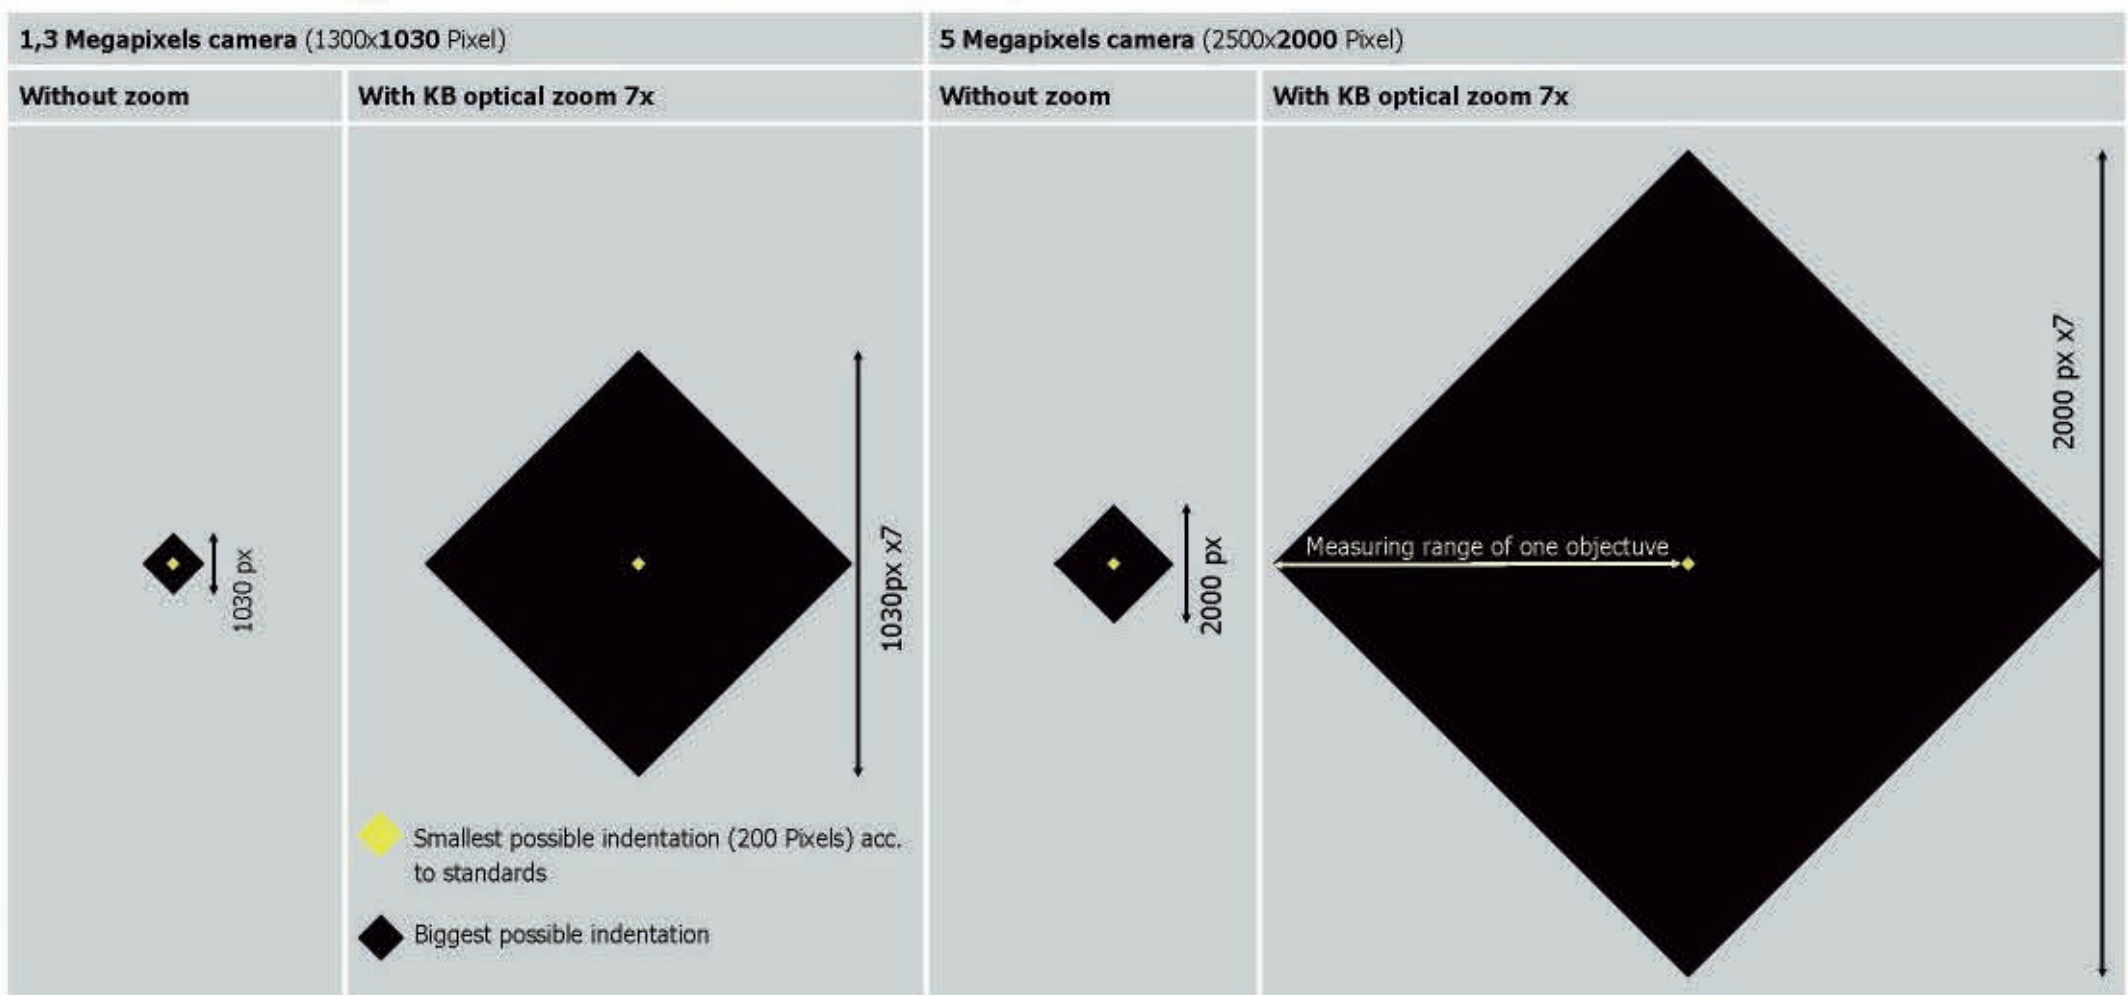 1,3 Megapixels camera (1300x1030 Pixel)
5 Megapixels camera (2500x2000 Pixel)
Without zoom
With KB optical zoom 7x
Without zoom
With KB optical zoom 7x
1030 px
1030px x7
2000 px
Measuring range of one objectuve
2000 px x7
Smallest possible indentation (200 Pixels) acc.
to standards
Biggest possible indentation